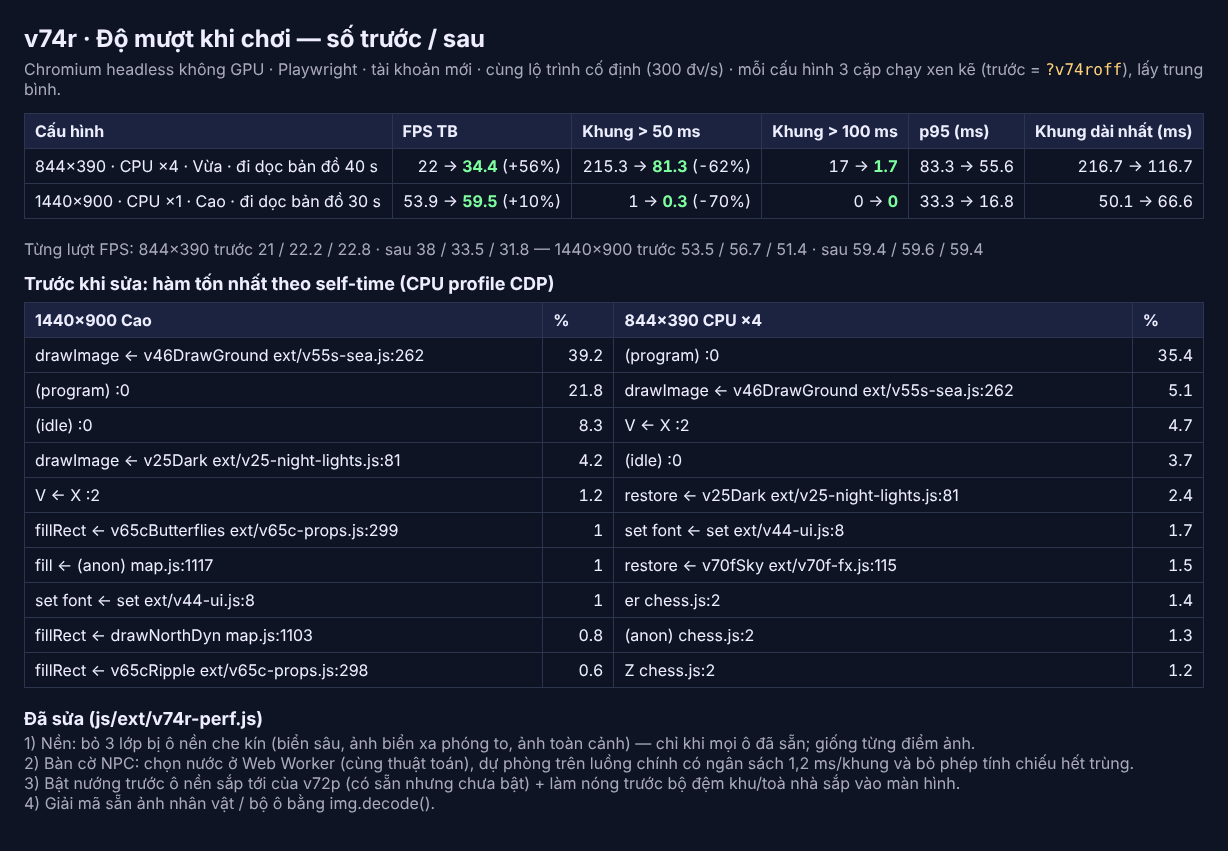 v74r · Độ mượt khi chơi — số trước / sau
Chromium headless không GPU · Playwright · tài khoản mới · cùng lộ trình cố định (300 đv/s) · mỗi cấu hình 3 cặp chạy xen kẽ (trước = ?v74roff), lấy trung
bình.
Cấu hình FPS TB Khung > 50 ms Khung > 100 ms p95 (ms) Khung dài nhất (ms)
844×390 · CPU ×4 · Vừa · đi dọc bản đồ 40 s 22 → 34.4 (+56%) 215.3 → 81.3 (-62%) 17 → 1.7 83.3 → 55.6 216.7 → 116.7
1440×900 · CPU ×1 · Cao · đi dọc bản đồ 30 s 53.9 → 59.5 (+10%) 1 → 0.3 (-70%) 0 → 0 33.3 → 16.8 50.1 → 66.6
Từng lượt FPS: 844×390 trước 21 / 22.2 / 22.8 · sau 38 / 33.5 / 31.8 — 1440×900 trước 53.5 / 56.7 / 51.4 · sau 59.4 / 59.6 / 59.4
Trước khi sửa: hàm tốn nhất theo self-time (CPU profile CDP)
1440×900 Cao % 844×390 CPU ×4 %
drawImage ← v46DrawGround ext/v55s-sea.js:262 39.2 (program) :0 35.4
(program) :0 21.8 drawImage ← v46DrawGround ext/v55s-sea.js:262 5.1
(idle) :0 8.3 V ← X :2 4.7
drawImage ← v25Dark ext/v25-night-lights.js:81 4.2 (idle) :0 3.7
V ← X :2 1.2 restore ← v25Dark ext/v25-night-lights.js:81 2.4
fillRect ← v65cButterflies ext/v65c-props.js:299 1 set font ← set ext/v44-ui.js:8 1.7
fill ← (anon) map.js:1117 1 restore ← v70fSky ext/v70f-fx.js:115 1.5
set font ← set ext/v44-ui.js:8 1 er chess.js:2 1.4
fillRect ← drawNorthDyn map.js:1103 0.8 (anon) chess.js:2 1.3
fillRect ← v65cRipple ext/v65c-props.js:298 0.6 Z chess.js:2 1.2
Đã sửa (js/ext/v74r-perf.js)
1) Nền: bỏ 3 lớp bị ô nền che kín (biển sâu, ảnh biển xa phóng to, ảnh toàn cảnh) — chỉ khi mọi ô đã sẵn; giống từng điểm ảnh.
2) Bàn cờ NPC: chọn nước ở Web Worker (cùng thuật toán), dự phòng trên luồng chính có ngân sách 1,2 ms/khung và bỏ phép tính chiếu hết trùng.
3) Bật nướng trước ô nền sắp tới của v72p (có sẵn nhưng chưa bật) + làm nóng trước bộ đệm khu/toà nhà sắp vào màn hình.
4) Giải mã sẵn ảnh nhân vật / bộ ô bằng img.decode().